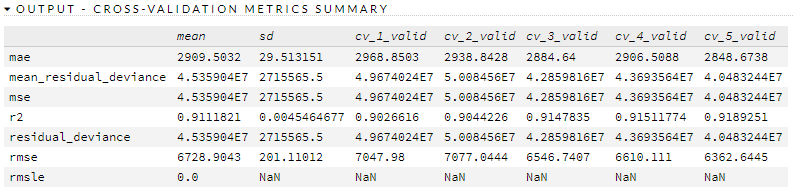 OUTPUT - CROSS-VALIDATION METRICS SUMMARY
mean sd cv_1_valid cv_2_valid cv_3_valid cv_4_valid cv_5_valid
mae 2909.5032 29.513151 2968.8503 2938.8428 2884.64 2906.5088 2848.6738
mean_residual_deviance 4.535904E7 2715565.5 4.9674024E7 5.008456E7 4.2859816E7 4.3693564E7 4.0483244E7
mse 4.535904E7 2715565.5 4.9674024E7 5.008456E7 4.2859816E7 4.3693564E7 4.0483244E7
r2 0.9111821 0.0045464677 0.9026616 0.9044226 0.9147835 0.91511774 0.9189251
residual_deviance 4.535904E7 2715565.5 4.9674024E7 5.008456E7 4.2859816E7 4.3693564E7 4.0483244E7
rmse 6728.9043 201.11012 7047.98 7077.0444 6546.7407 6610.111 6362.6445
rmsle 0.0 NaN NaN NaN NaN NaN NaN